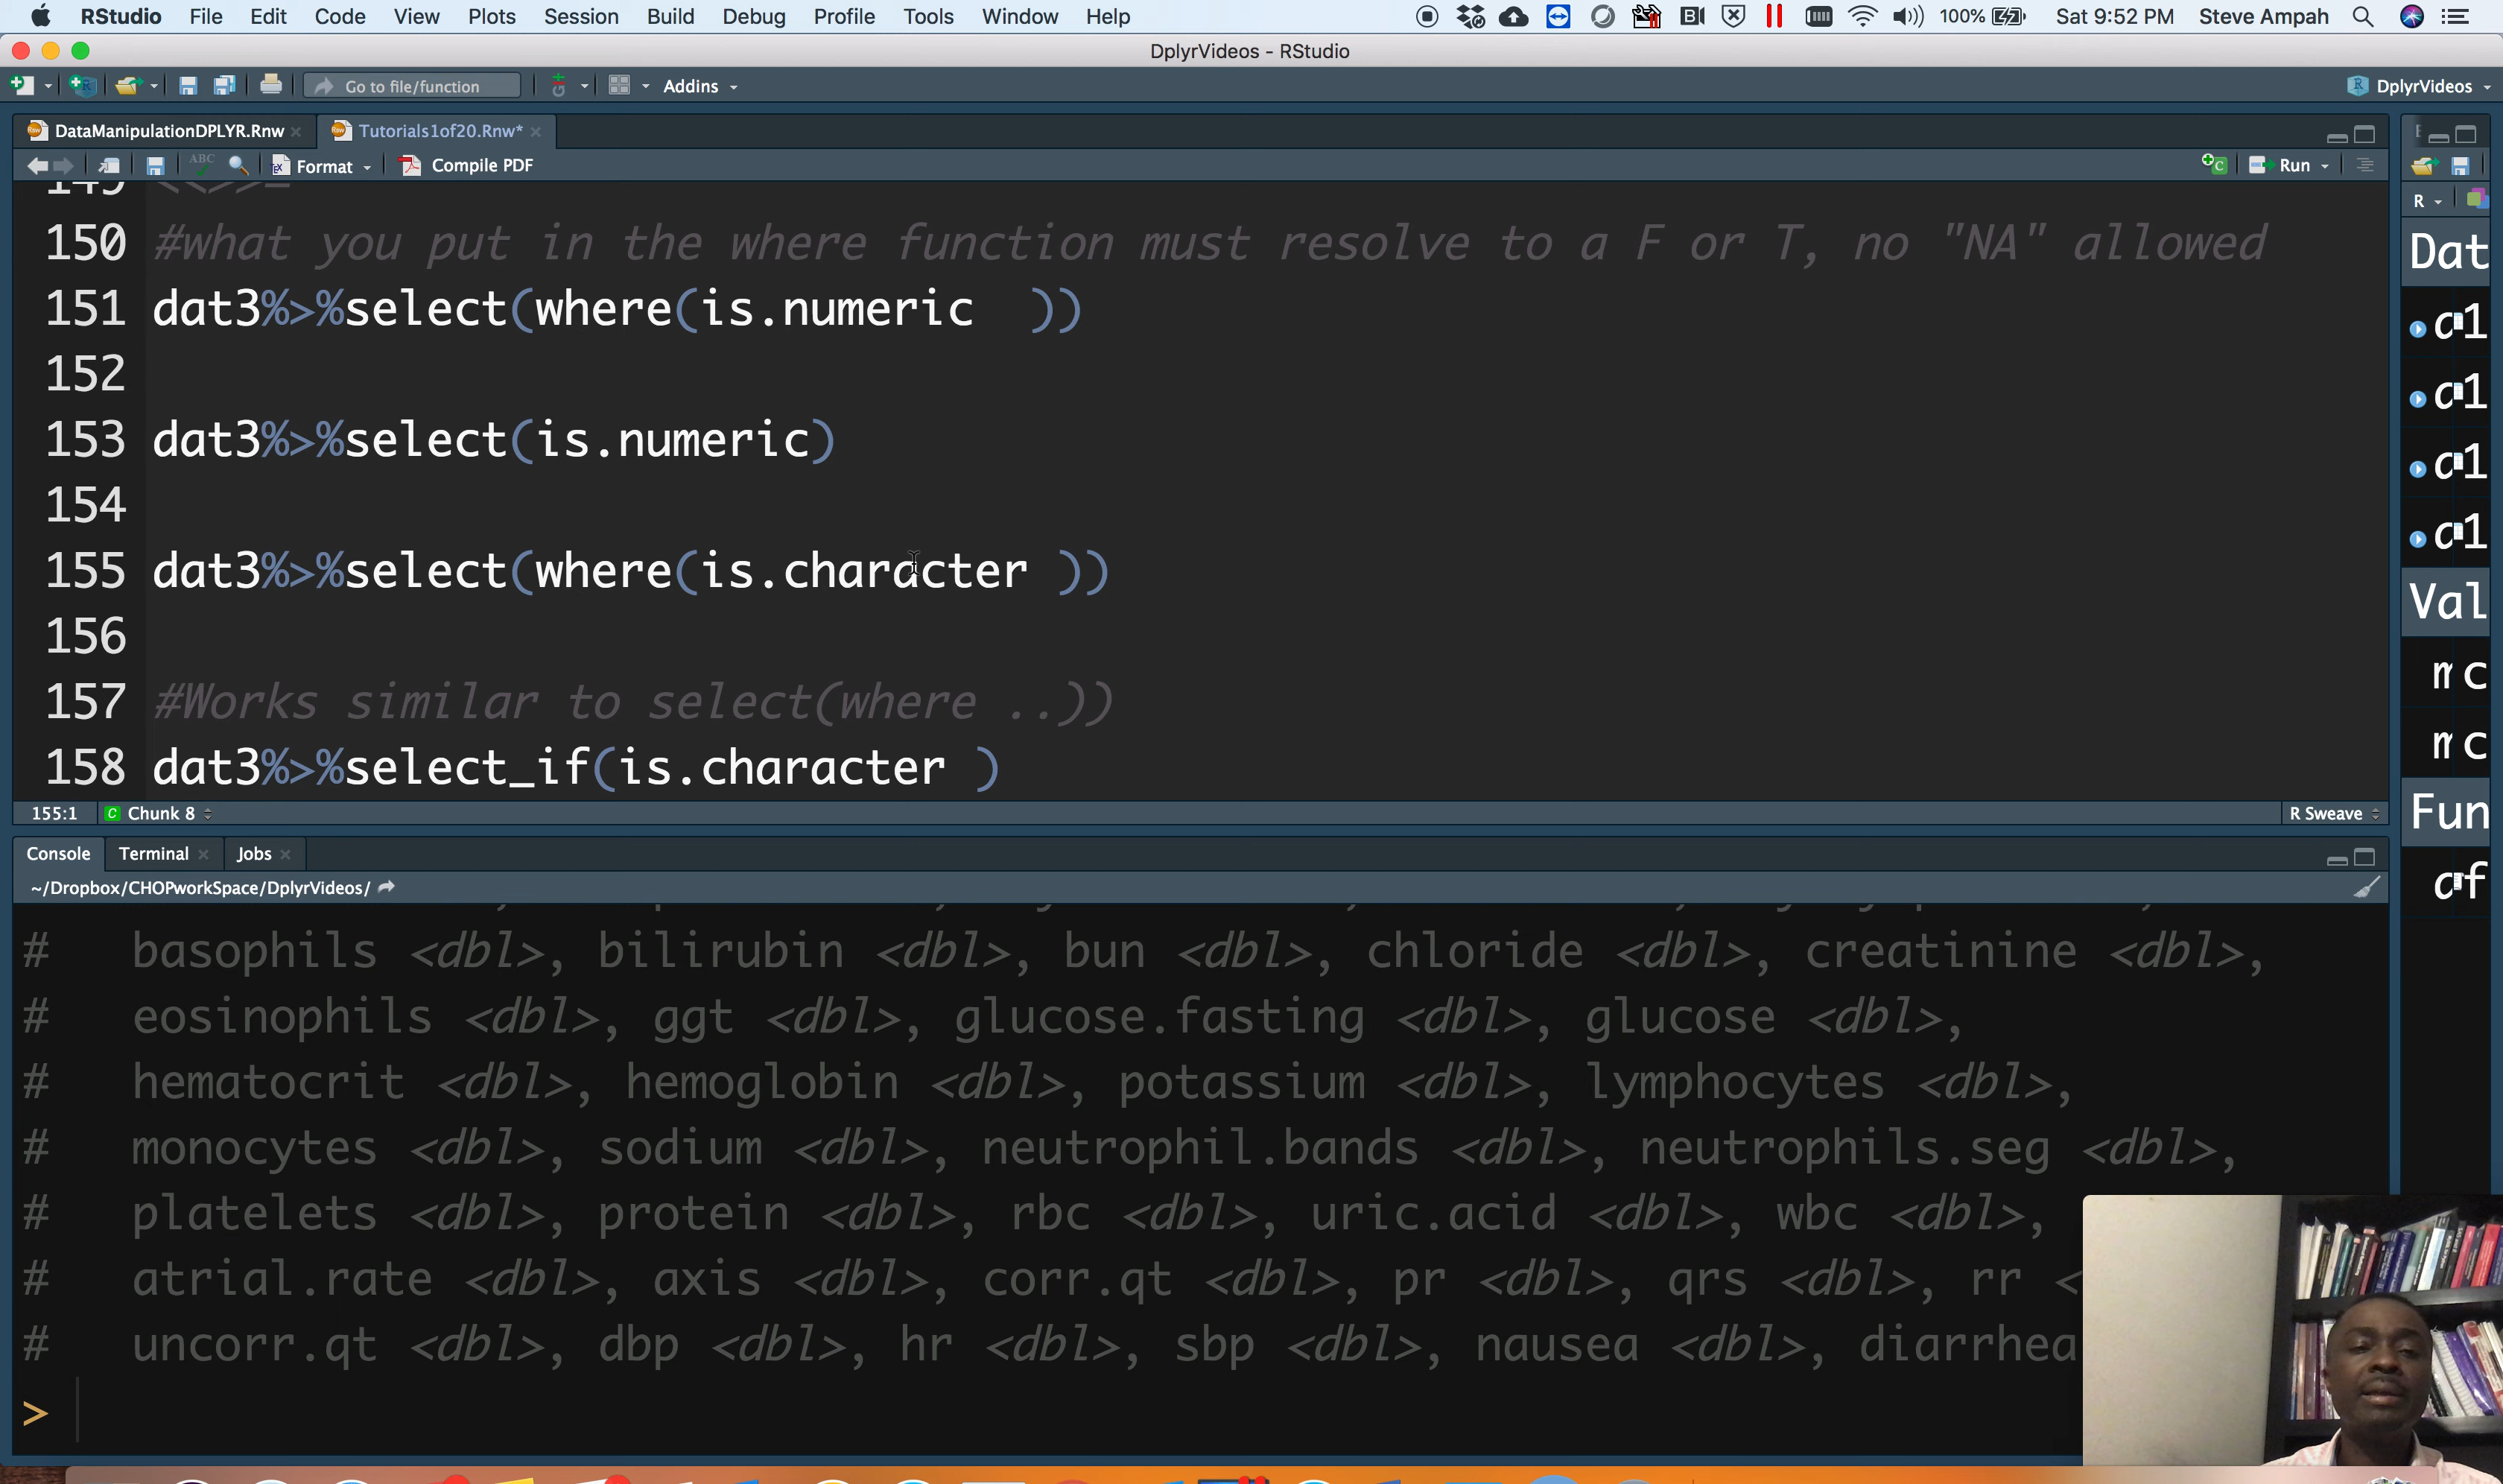 RStudio File Edit Code View Plots Session Build Debug Profile Tools Window Help 100% Sat 9:52 PM Steve Ampah
DplyrVideos - RStudio
Go to file/function Addins DplyrVideos
DataManipulationDPLYR.Rnw Tutorials1of20.Rnw*
ABC Format Compile PDF Run
149 <<>>=
150 #what you put in the where function must resolve to a F or T, no "NA" allowed
151 dat3%>%select(where(is.numeric ))
152
153 dat3%>%select(is.numeric)
154
155 dat3%>%select(where(is.character ))
156
157 #Works similar to select(where ..))
158 dat3%>%select_if(is.character )
155:1 C Chunk 8 R Sweave
R
Dat
Val
Fun
Console Terminal Jobs
~/Dropbox/CHOPworkSpace/DplyrVideos/
# basophils <dbl>, bilirubin <dbl>, bun <dbl>, chloride <dbl>, creatinine <dbl>,
# eosinophils <dbl>, ggt <dbl>, glucose.fasting <dbl>, glucose <dbl>,
# hematocrit <dbl>, hemoglobin <dbl>, potassium <dbl>, lymphocytes <dbl>,
# monocytes <dbl>, sodium <dbl>, neutrophil.bands <dbl>, neutrophils.seg <dbl>,
# platelets <dbl>, protein <dbl>, rbc <dbl>, uric.acid <dbl>, wbc <dbl>,
# atrial.rate <dbl>, axis <dbl>, corr.qt <dbl>, pr <dbl>, qrs <dbl>, rr <
# uncorr.qt <dbl>, dbp <dbl>, hr <dbl>, sbp <dbl>, nausea <dbl>, diarrhea
>